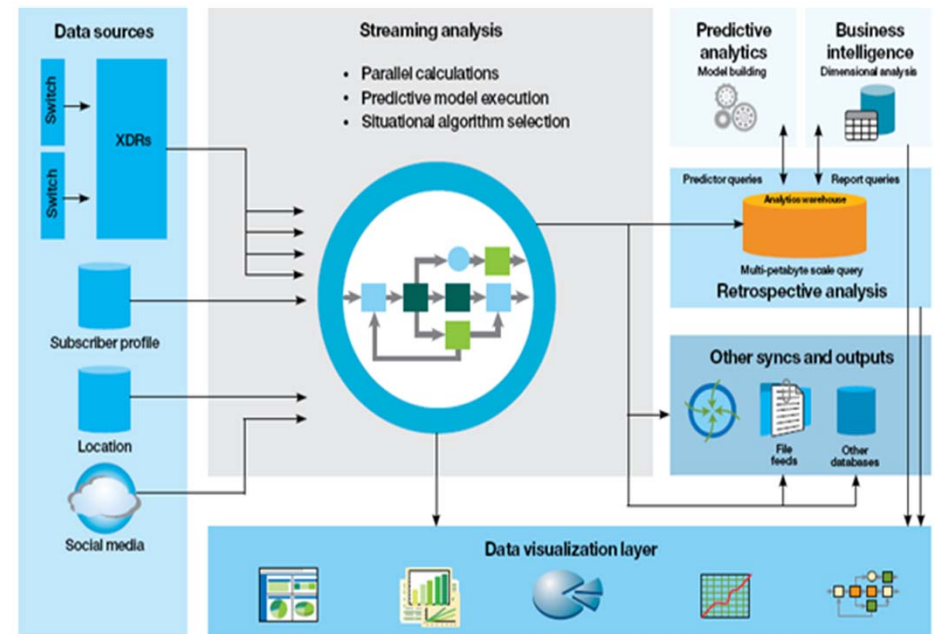 Data sources
Switch
Switch
XDRs
Subscriber profile
Location
Social media
Streaming analysis
• Parallel calculations
• Predictive model execution
• Situational algorithm selection
Predictive
analytics
Model building
Business
intelligence
Dimensional analysis
Predictor queries
Report queries
Analytics warehouse
Multi-petabyte scale query
Retrospective analysis
Other syncs and outputs
File
feeds
Other
databases
Data visualization layer